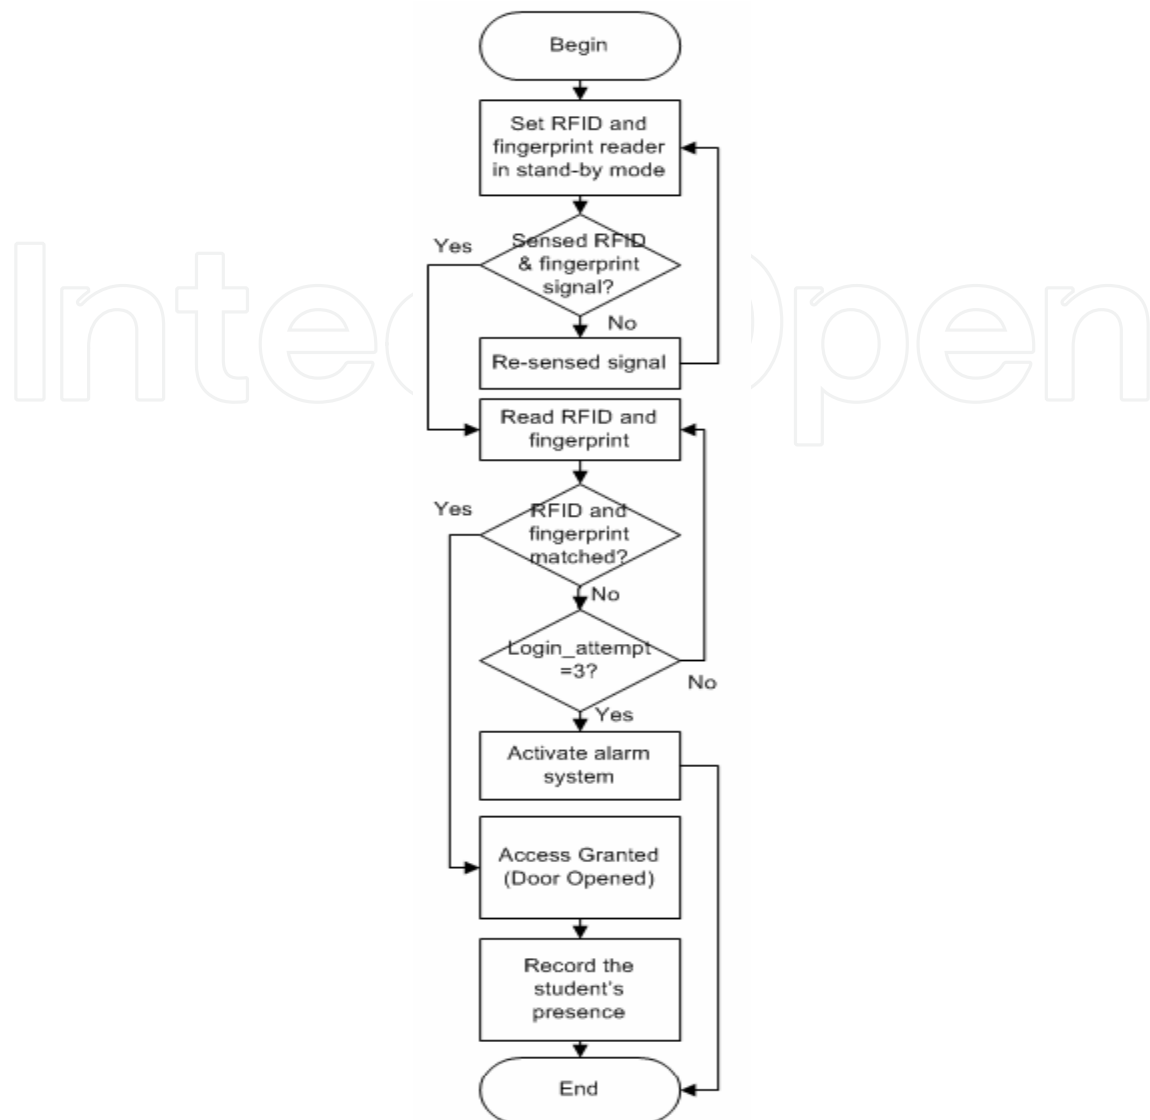 Begin
Set RFID and
fingerprint reader
in stand-by mode
Yes
Sensed RFID
& fingerprint
signal?
No
Re-sensed signal
Read RFID and
fingerprint
Yes
RFID and
fingerprint
matched?
No
Login_attempt
=3?
No
Yes
Activate alarm
system
Access Granted
(Door Opened)
Record the
student's
presence
End